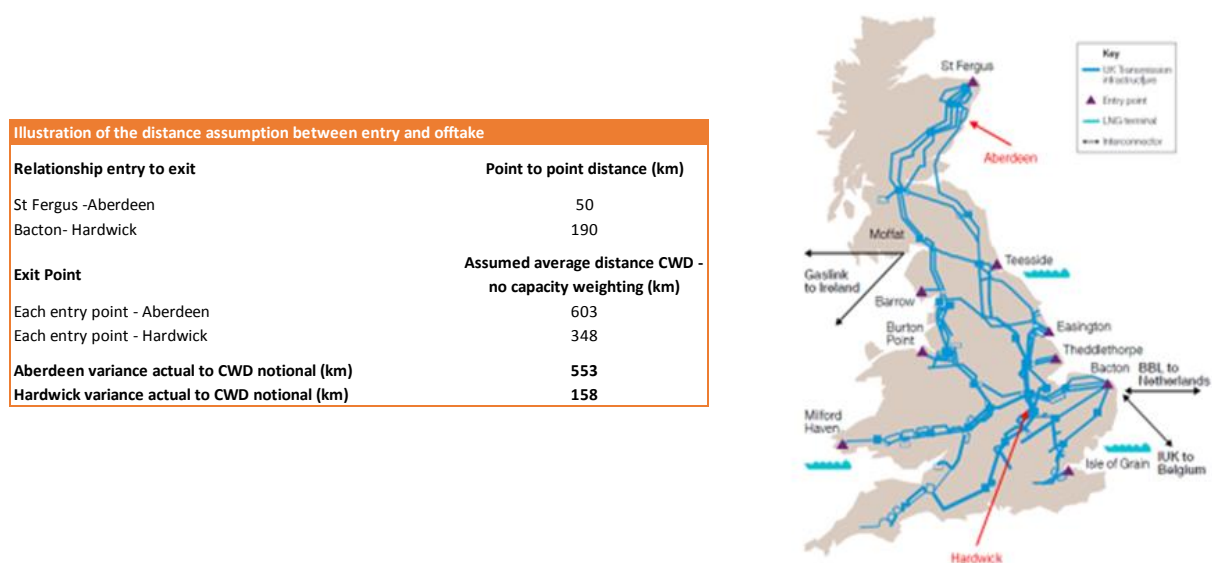 Illustration of the distance assumption between entry and offtake
Relationship entry to exit Point to point distance (km)
St Fergus -Aberdeen 50
Bacton- Hardwick 190
Exit Point Assumed average distance CWD -
no capacity weighting (km)
Each entry point - Aberdeen 603
Each entry point - Hardwick 348
Aberdeen variance actual to CWD notional (km) 553
Hardwick variance actual to CWD notional (km) 158
Key
UK Transmission
infrastructure
Entry point
LNG terminal
Interconnector
St Fergus
Aberdeen
Moffat
Teesside
Gaslink
to Ireland
Barrow
Burton
Point
Easington
Theddlethorpe
Bacton
BBL to
Netherlands
Milford
Haven
Isle of Grain
IUK to
Belgium
Hardwick